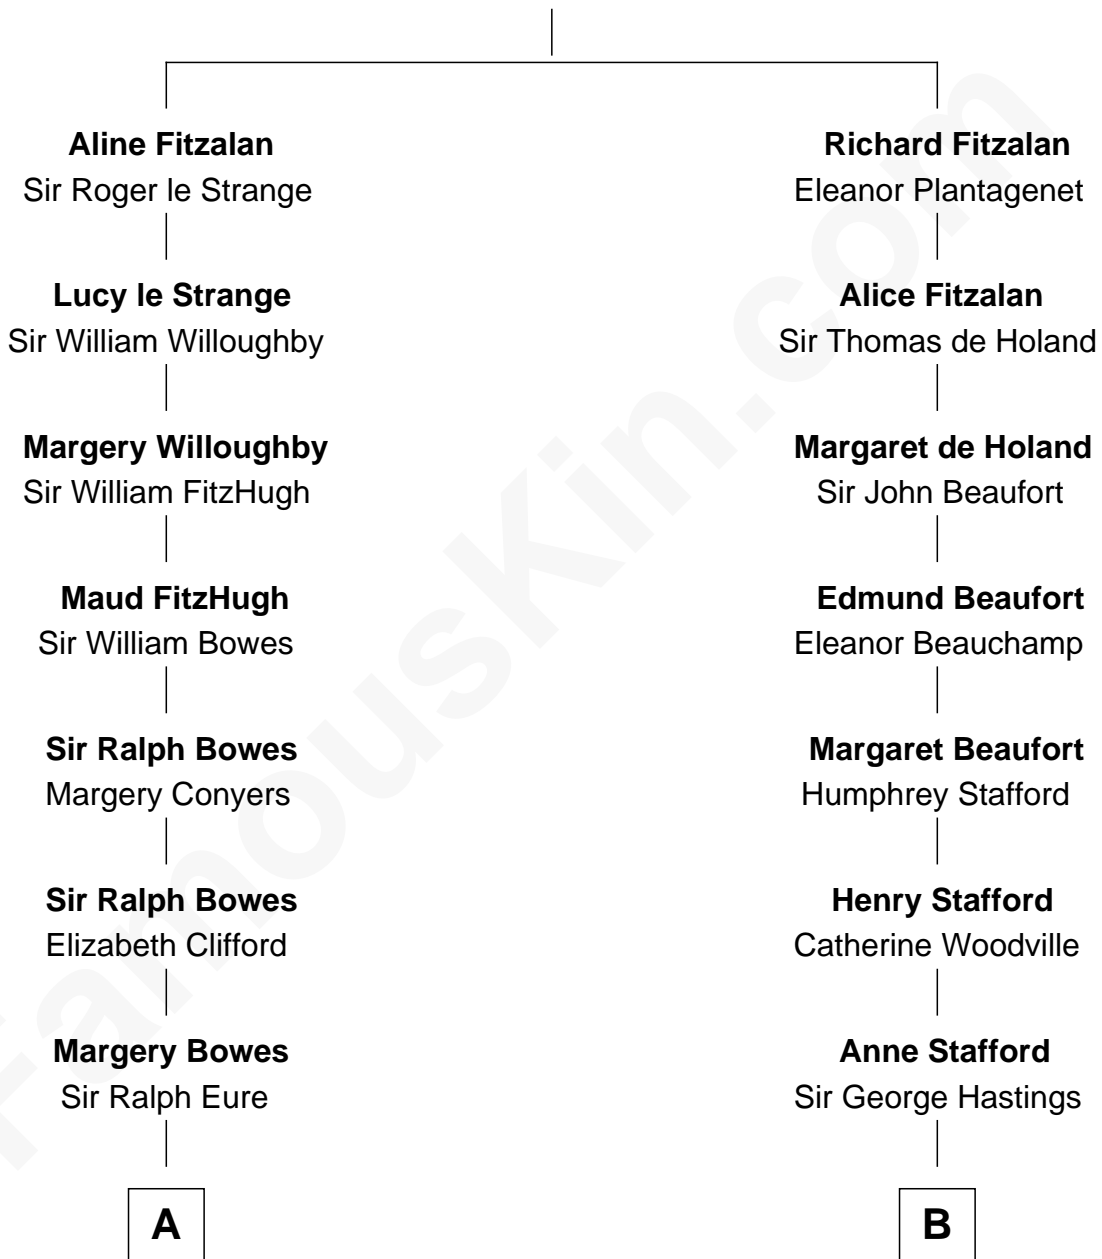 Aline Fitzalan
Sir Roger le Strange
Lucy le Strange
Sir William Willoughby
Margery Willoughby
Sir William FitzHugh
Maud FitzHugh
Sir William Bowes
Sir Ralph Bowes
Margery Conyers
Sir Ralph Bowes
Elizabeth Clifford
Margery Bowes
Sir Ralph Eure
A
Richard Fitzalan
Eleanor Plantagenet
Alice Fitzalan
Sir Thomas de Holand
Margaret de Holand
Sir John Beaufort
Edmund Beaufort
Eleanor Beauchamp
Margaret Beaufort
Humphrey Stafford
Henry Stafford
Catherine Woodville
Anne Stafford
Sir George Hastings
B
FamousKin.com